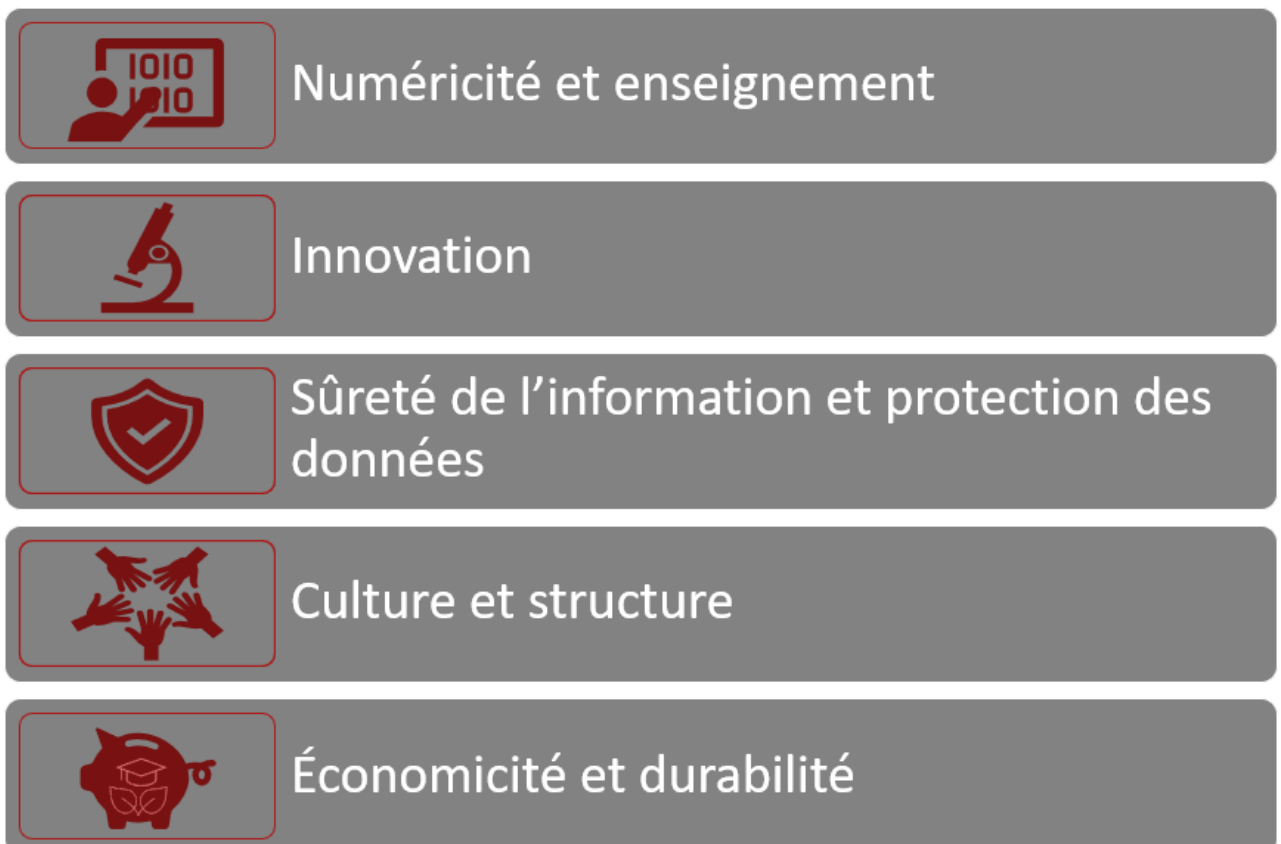 1010
1010
Numéricité et enseignement
Innovation
Sûreté de l’information et protection des
données
Culture et structure
Économicité et durabilité